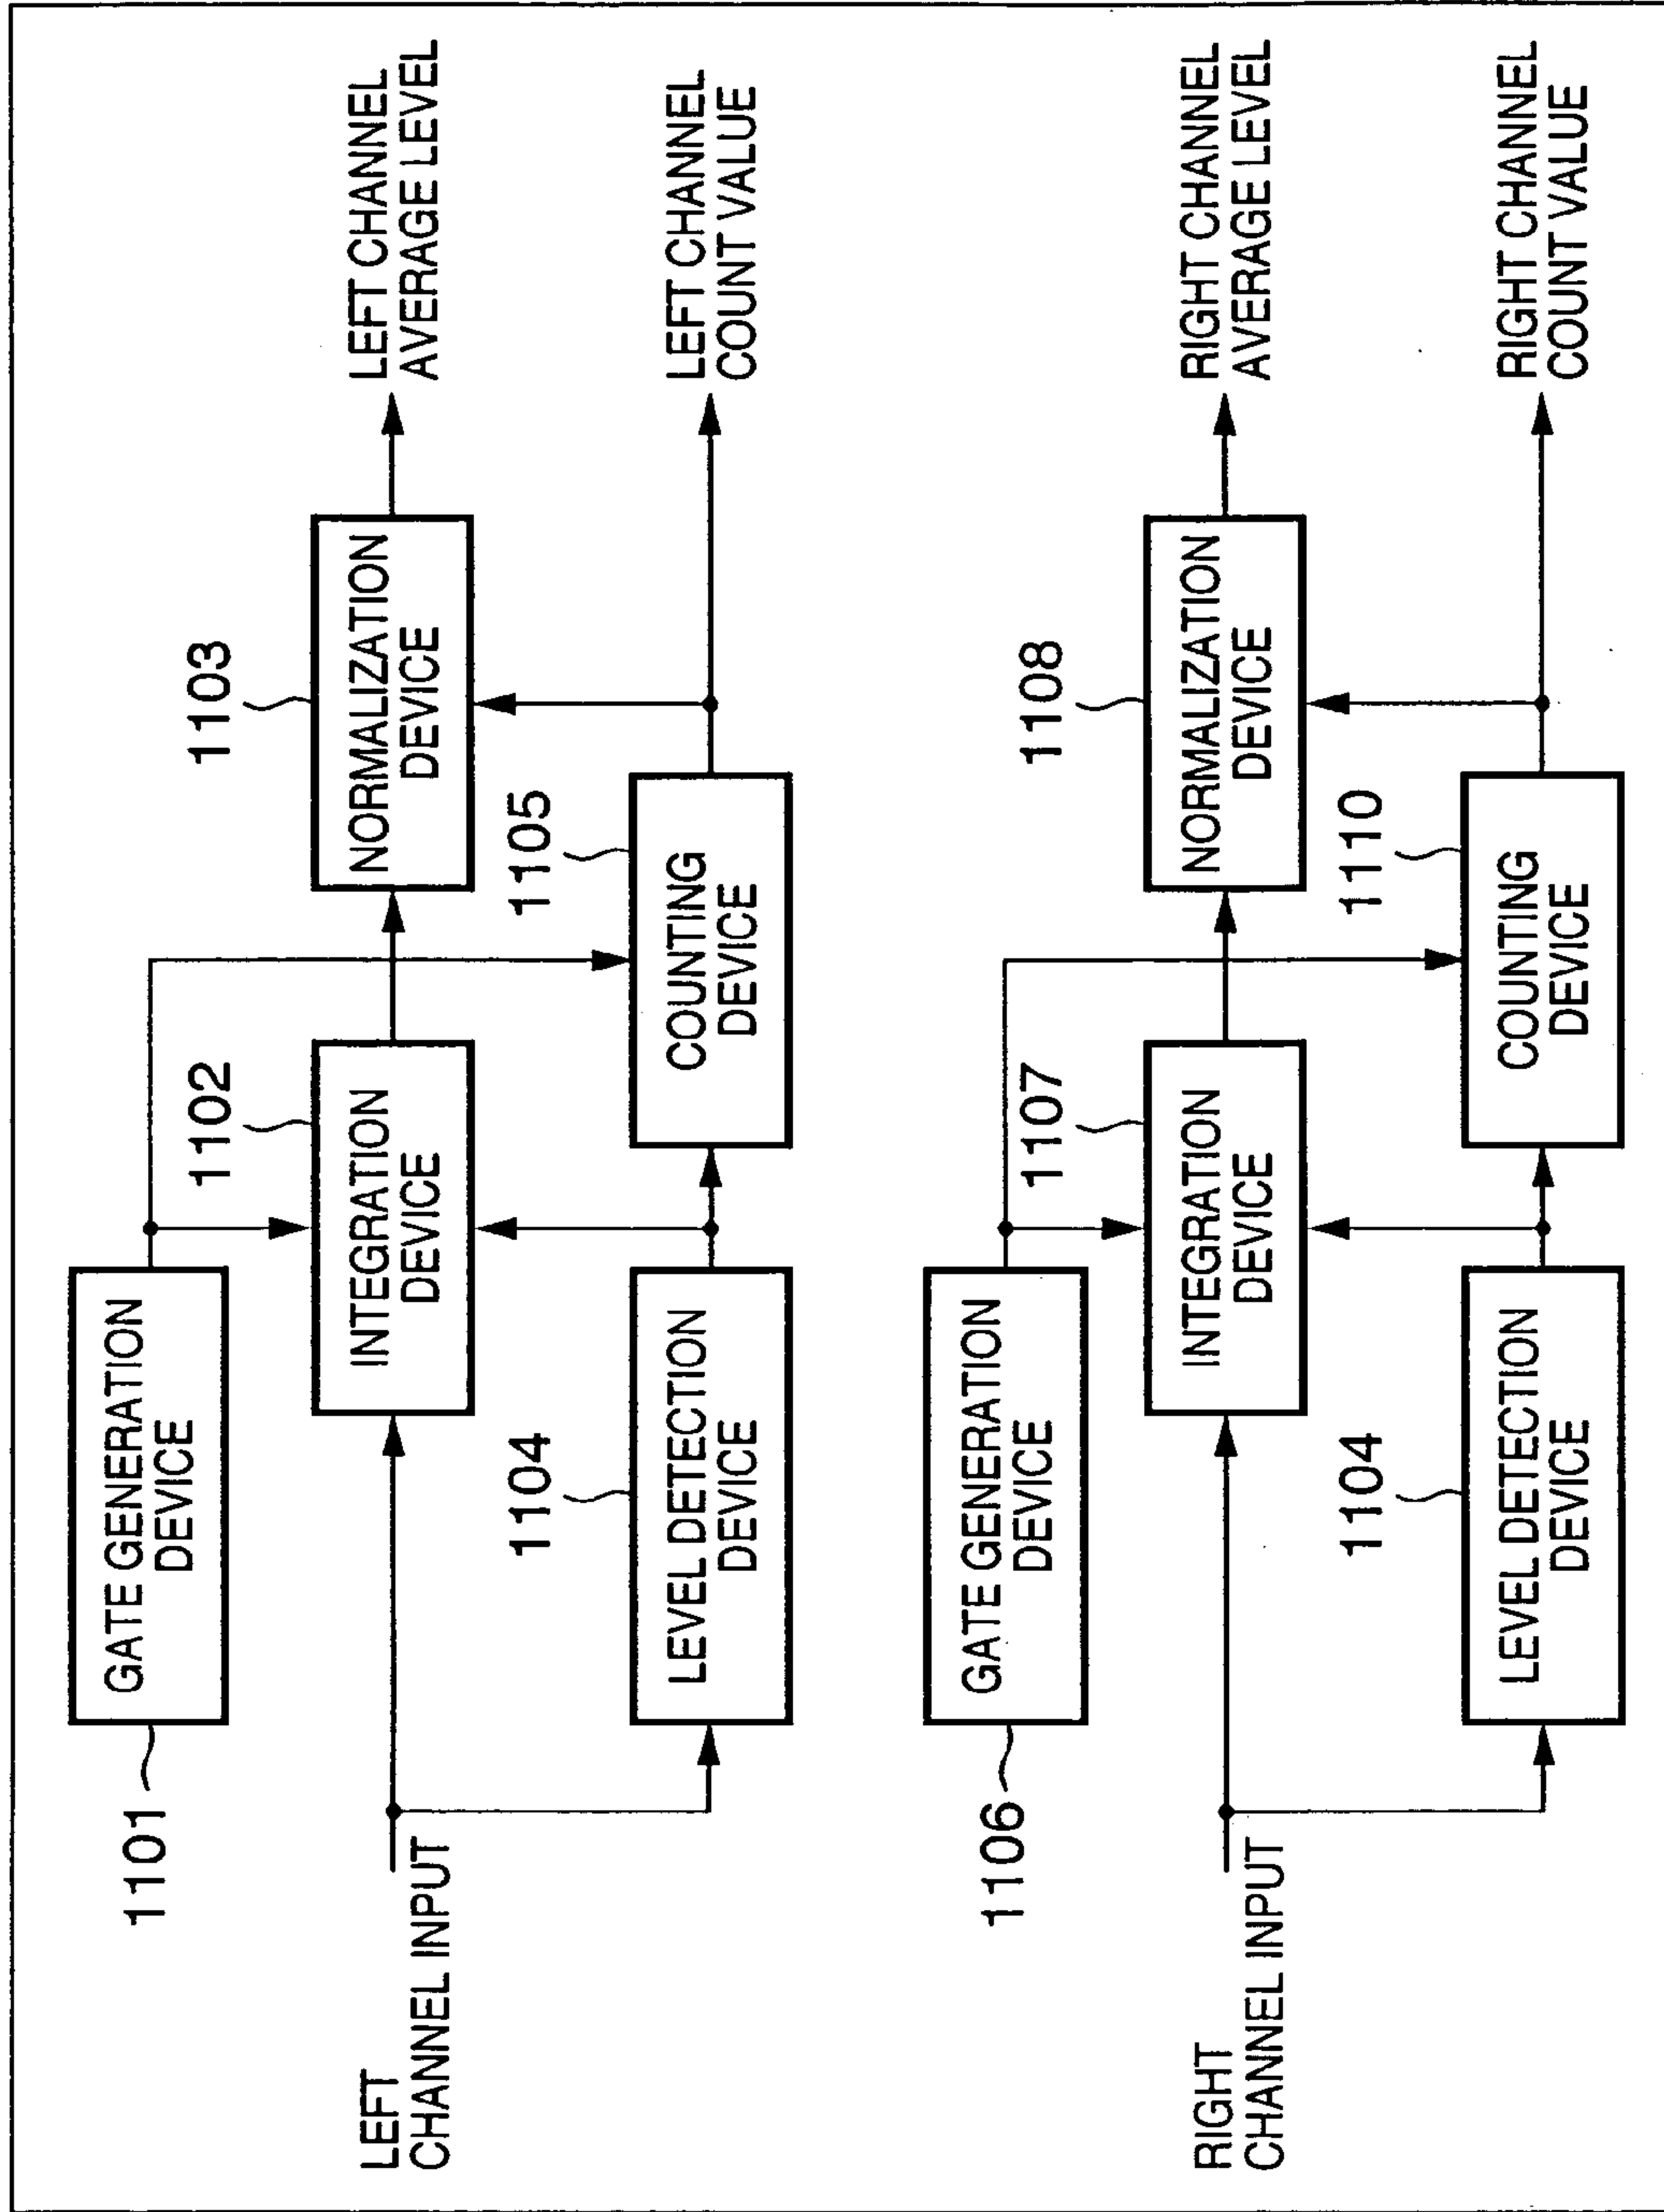 1101
GATE GENERATION
DEVICE
LEFT
CHANNEL INPUT
1102
INTEGRATION
DEVICE
1103
NORMALIZATION
DEVICE
LEFT CHANNEL
AVERAGE LEVEL
1104
LEVEL DETECTION
DEVICE
1105
COUNTING
DEVICE
LEFT CHANNEL
COUNT VALUE
1106
GATE GENERATION
DEVICE
RIGHT
CHANNEL INPUT
1107
INTEGRATION
DEVICE
1108
NORMALIZATION
DEVICE
RIGHT CHANNEL
AVERAGE LEVEL
1104
LEVEL DETECTION
DEVICE
1110
COUNTING
DEVICE
RIGHT CHANNEL
COUNT VALUE